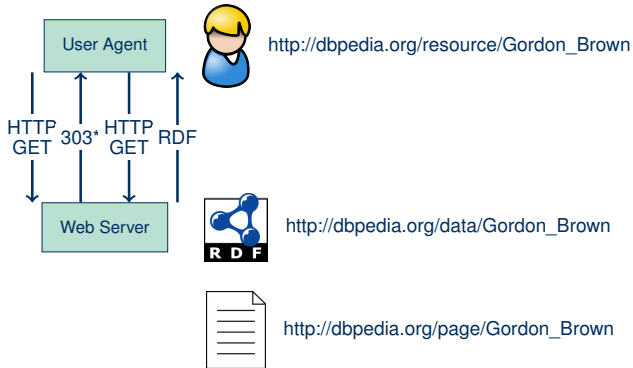 User Agent
http://dbpedia.org/resource/Gordon_Brown
HTTP
GET
303*
HTTP
GET
RDF
Web Server
RDF
http://dbpedia.org/data/Gordon_Brown
http://dbpedia.org/page/Gordon_Brown